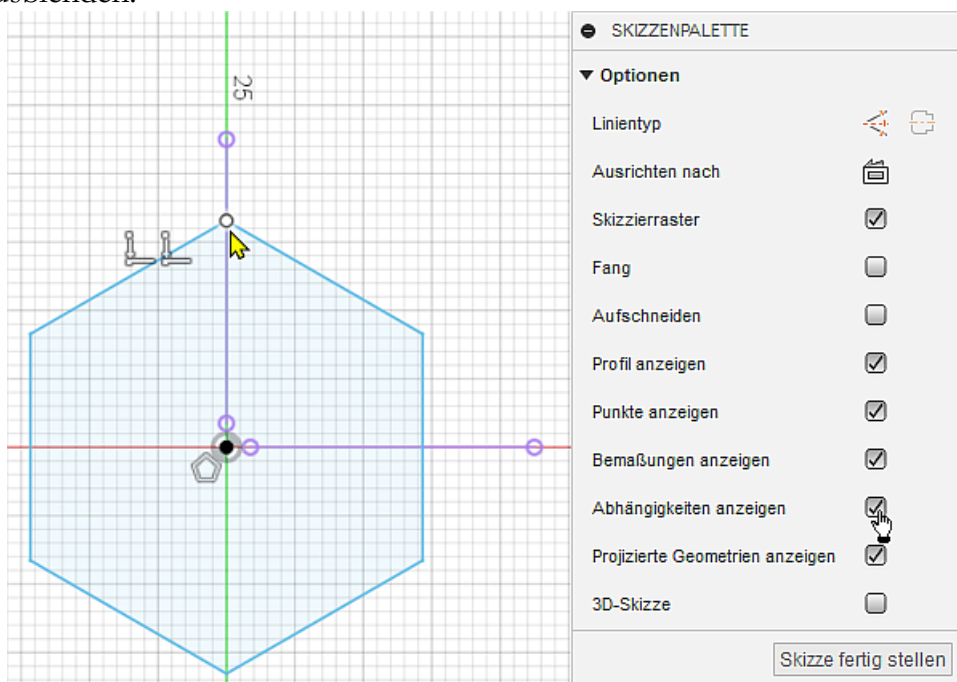 ausblenden.
25
SKIZZENPALETTE
Optionen
Linientyp
Ausrichten nach
Skizzierraster
Fang
Aufschneiden
Profil anzeigen
Punkte anzeigen
Bemaßungen anzeigen
Abhängigkeiten anzeigen
Projizierte Geometrien anzeigen
3D-Skizze
Skizze fertig stellen